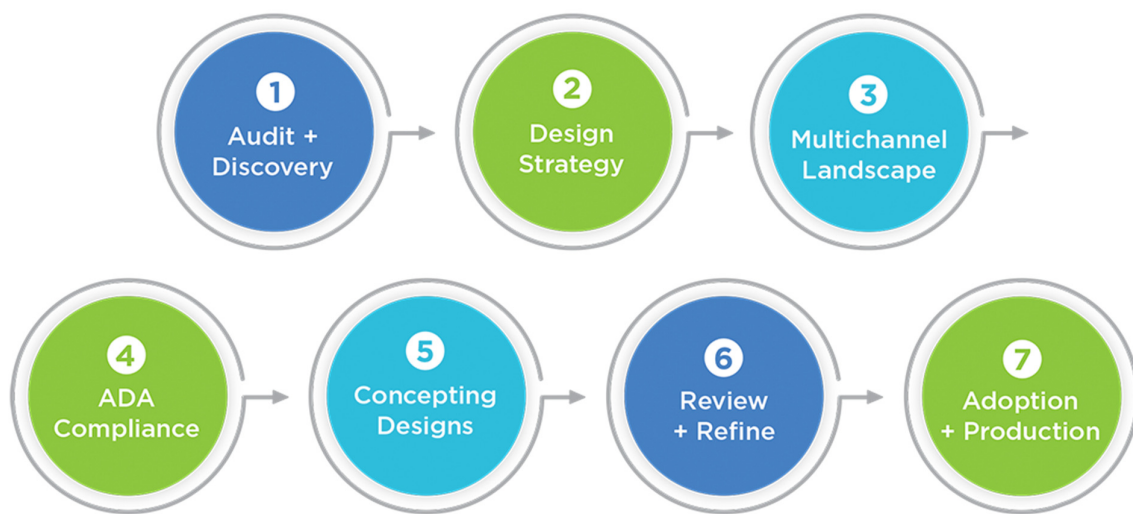 1
Audit +
Discovery
2
Design
Strategy
3
Multichannel
Landscape
4
ADA
Compliance
5
Concepting
Designs
6
Review
+ Refine
7
Adoption
+ Production